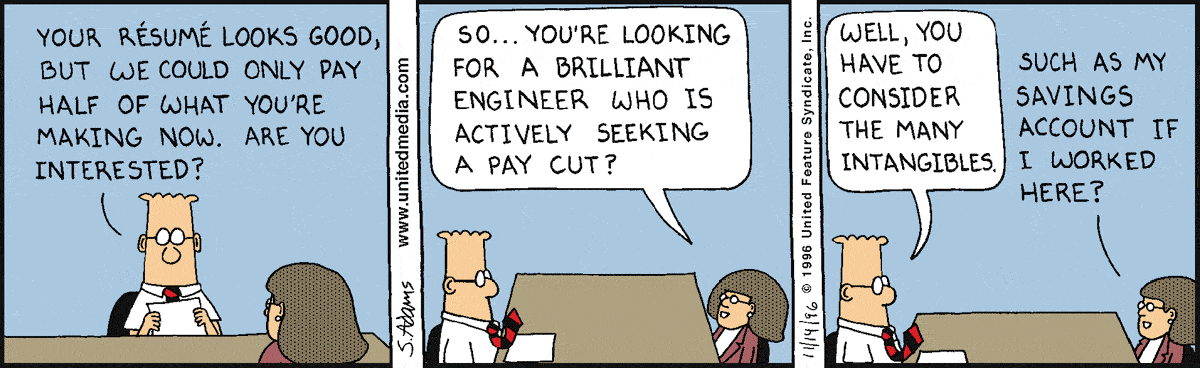 YOUR RÉSUMÉ LOOKS GOOD,
BUT WE COULD ONLY PAY
HALF OF WHAT YOU'RE
MAKING NOW. ARE YOU
INTERESTED?
www.unitedmedia.com
S. Adams
SO... YOU'RE LOOKING
FOR A BRILLIANT
ENGINEER WHO IS
ACTIVELY SEEKING
A PAY CUT?
© 1996 United Feature Syndicate, Inc.
11/14/96
WELL, YOU
HAVE TO
CONSIDER
THE MANY
INTANGIBLES.
SUCH AS MY
SAVINGS
ACCOUNT IF
I WORKED
HERE?